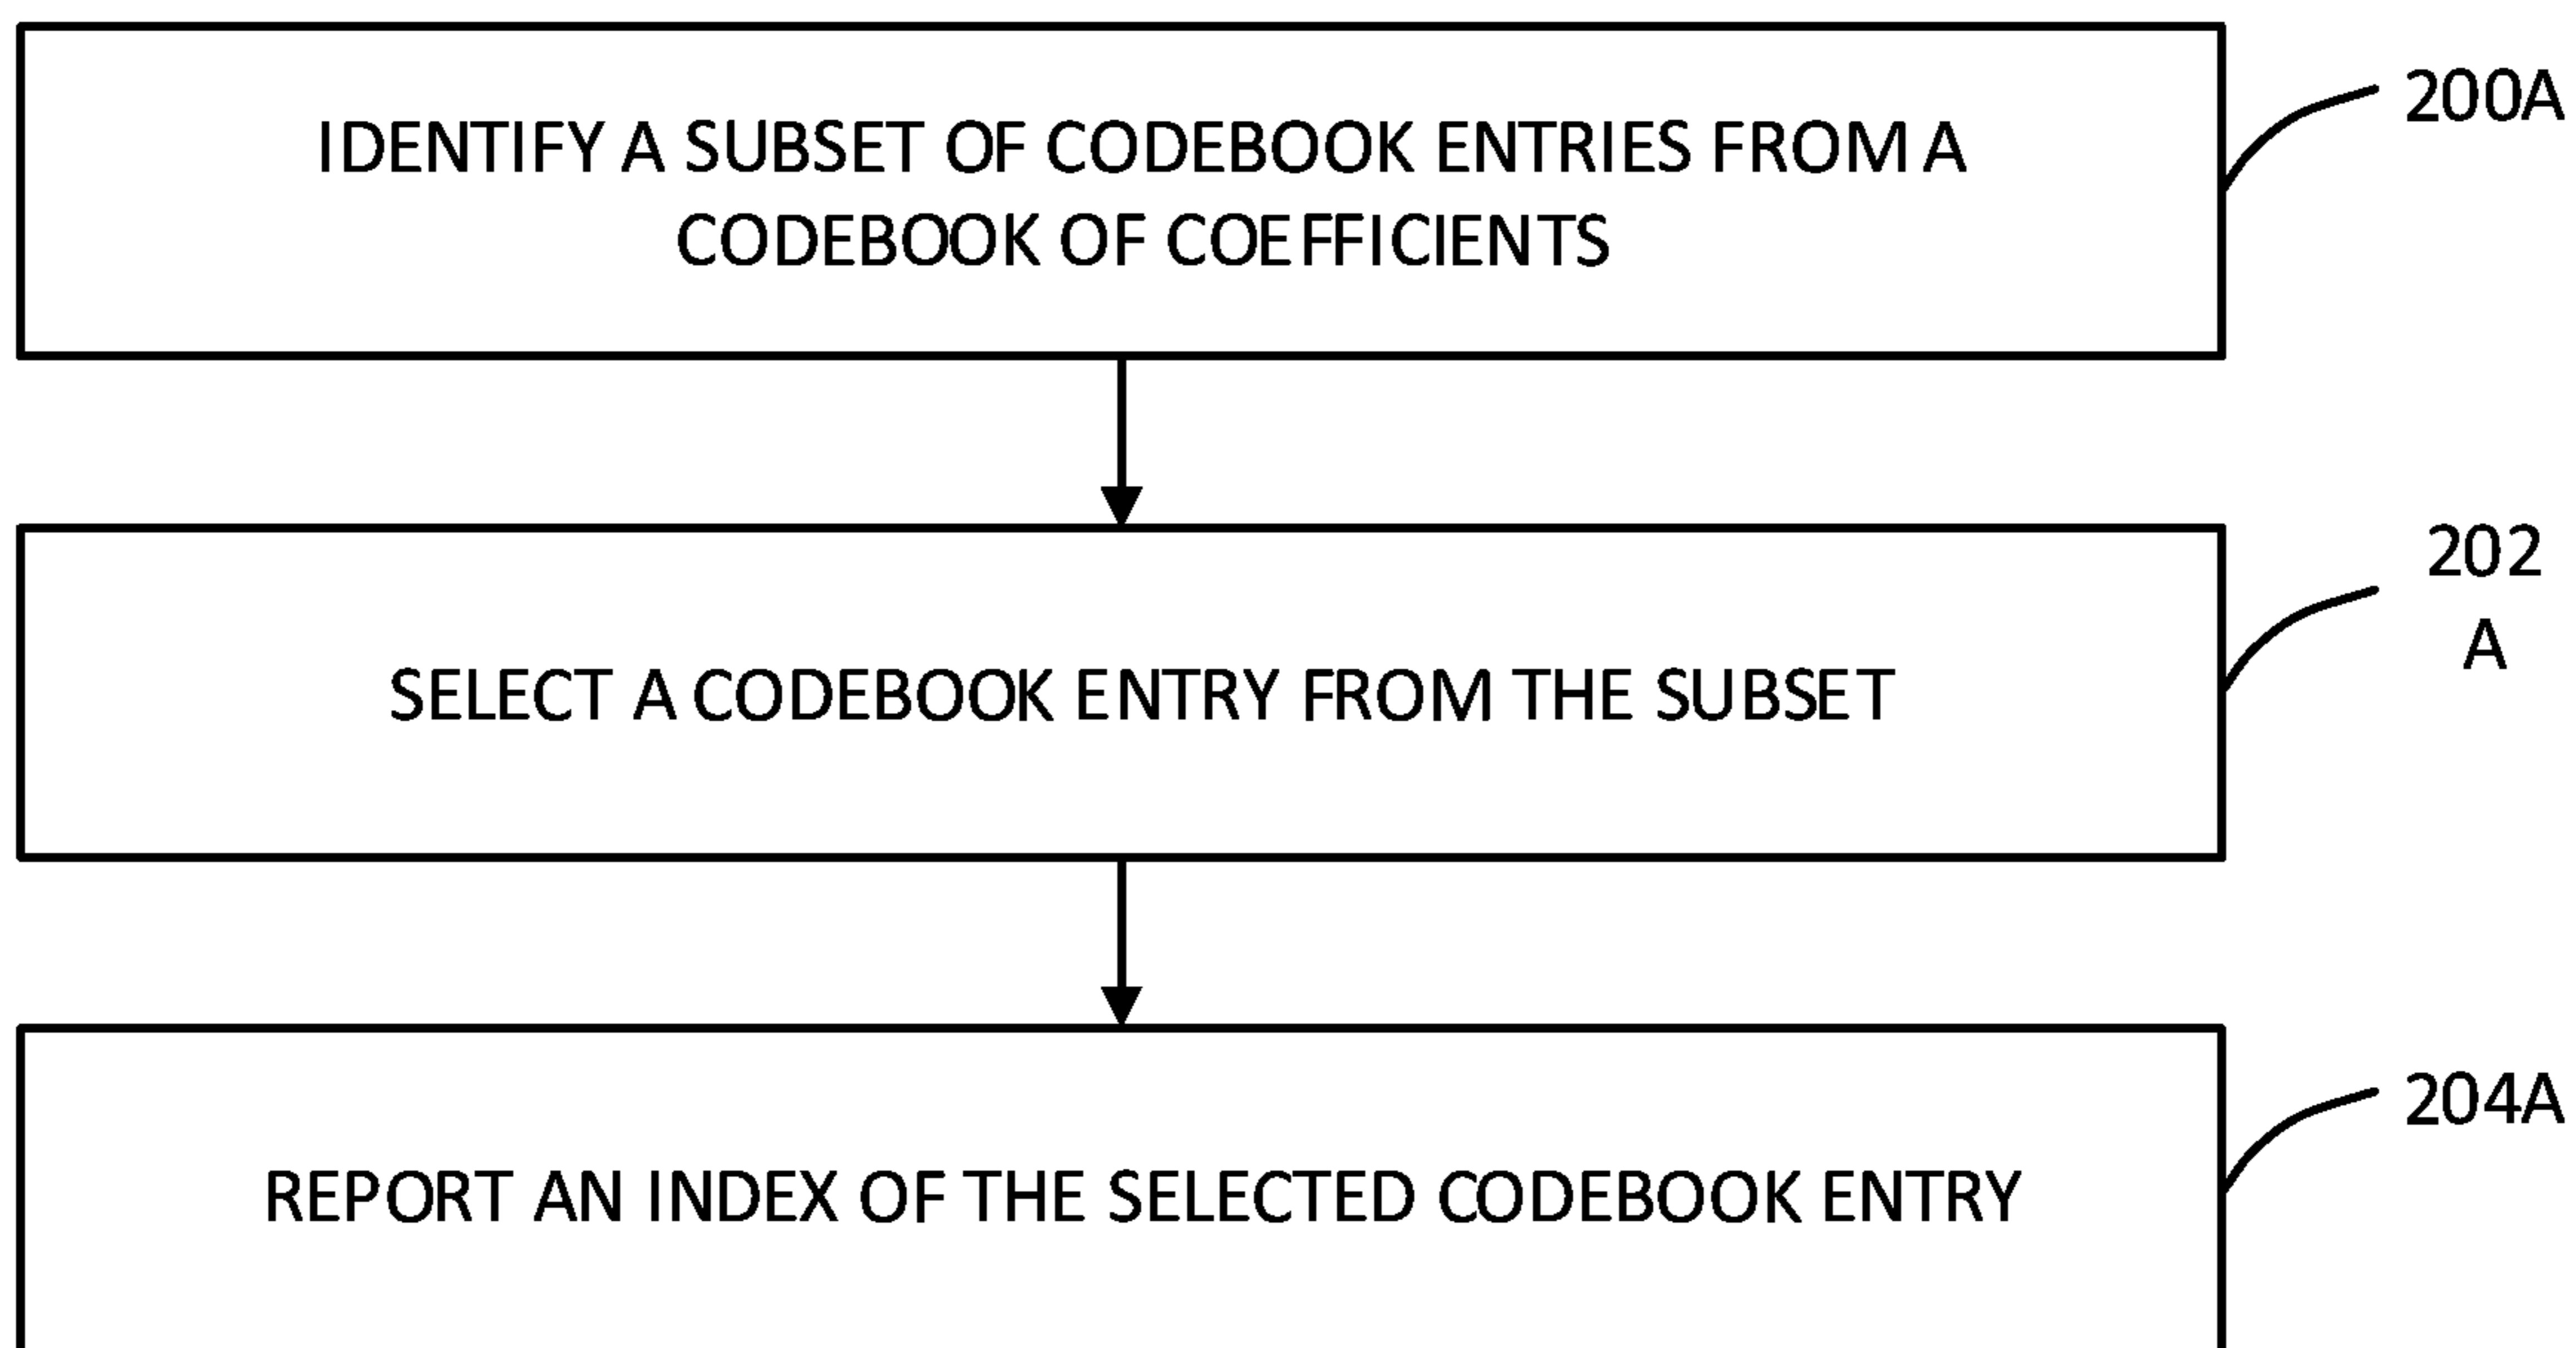 IDENTIFY A SUBSET OF CODEBOOK ENTRIES FROM A
CODEBOOK OF COEFFICIENTS
200A
SELECT A CODEBOOK ENTRY FROM THE SUBSET
202
A
REPORT AN INDEX OF THE SELECTED CODEBOOK ENTRY
204A